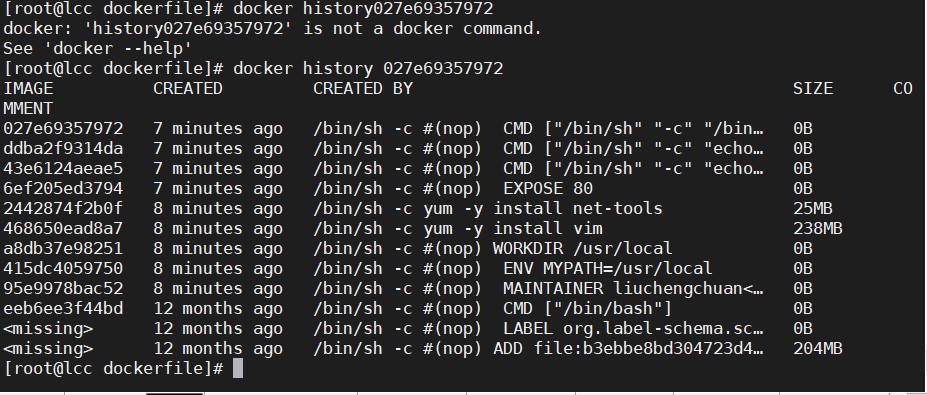 [root@lcc dockerfile]# docker history027e69357972
docker: 'history027e69357972' is not a docker command.
See 'docker --help'
[root@lcc dockerfile]# docker history 027e69357972
IMAGE          CREATED         CREATED BY                                      SIZE      CO
MMENT
027e69357972   7 minutes ago   /bin/sh -c #(nop)  CMD ["/bin/sh" "-c" "/bin…   0B
ddba2f9314da   7 minutes ago   /bin/sh -c #(nop)  CMD ["/bin/sh" "-c" "echo…   0B
43e6124aeae5   7 minutes ago   /bin/sh -c #(nop)  CMD ["/bin/sh" "-c" "echo…   0B
6ef205ed3794   7 minutes ago   /bin/sh -c #(nop)  EXPOSE 80                    0B
2442874f2b0f   8 minutes ago   /bin/sh -c yum -y install net-tools             25MB
468650ead8a7   8 minutes ago   /bin/sh -c yum -y install vim                   238MB
a8db37e98251   8 minutes ago   /bin/sh -c #(nop) WORKDIR /usr/local            0B
415dc4059750   8 minutes ago   /bin/sh -c #(nop)  ENV MYPATH=/usr/local        0B
95e9978bac52   8 minutes ago   /bin/sh -c #(nop)  MAINTAINER liuchengchuan<…   0B
eeb6ee3f44bd   12 months ago   /bin/sh -c #(nop)  CMD ["/bin/bash"]            0B
<missing>      12 months ago   /bin/sh -c #(nop)  LABEL org.label-schema.sc…   0B
<missing>      12 months ago   /bin/sh -c #(nop) ADD file:b3ebbe8bd304723d4…   204MB
[root@lcc dockerfile]#